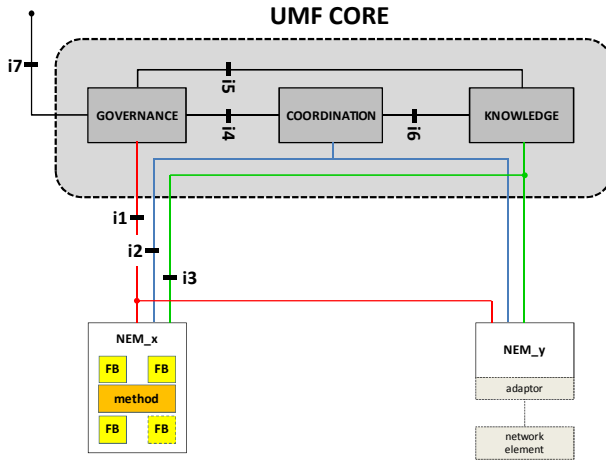 UMF CORE
i7
i5
GOVERNANCE
COORDINATION
KNOWLEDGE
i4
i6
i1
i2
i3
NEM_x
FB
FB
method
FB
FB
NEM_y
adaptor
network
element